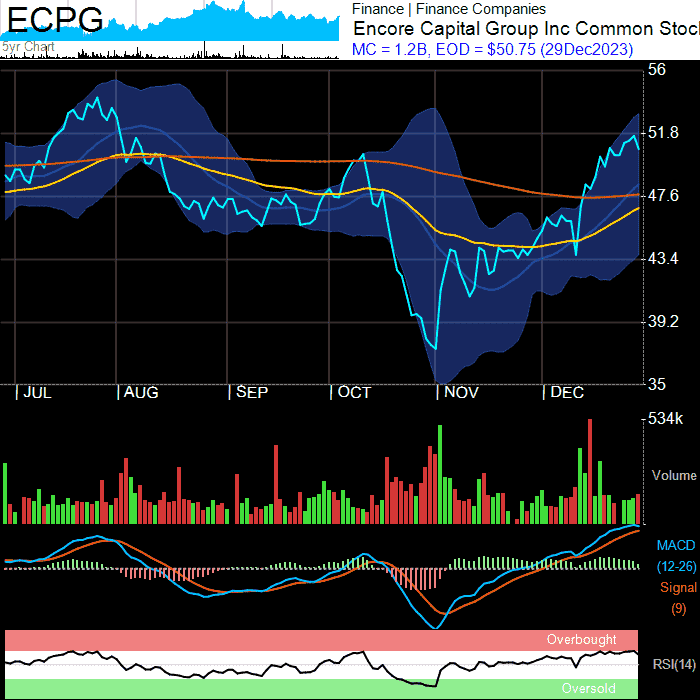 ECPG
5yr Chart
Finance | Finance Companies
Encore Capital Group Inc Common Stoc
MC = 1.2B, EOD = $50.75 (29Dec2023)
56
51.8
47.6
43.4
39.2
35
| JUL | AUG | SEP | OCT | NOV | DEC
534k
Volume
MACD
(12-26)
Signal
(9)
Overbought
RSI(14)
Oversold